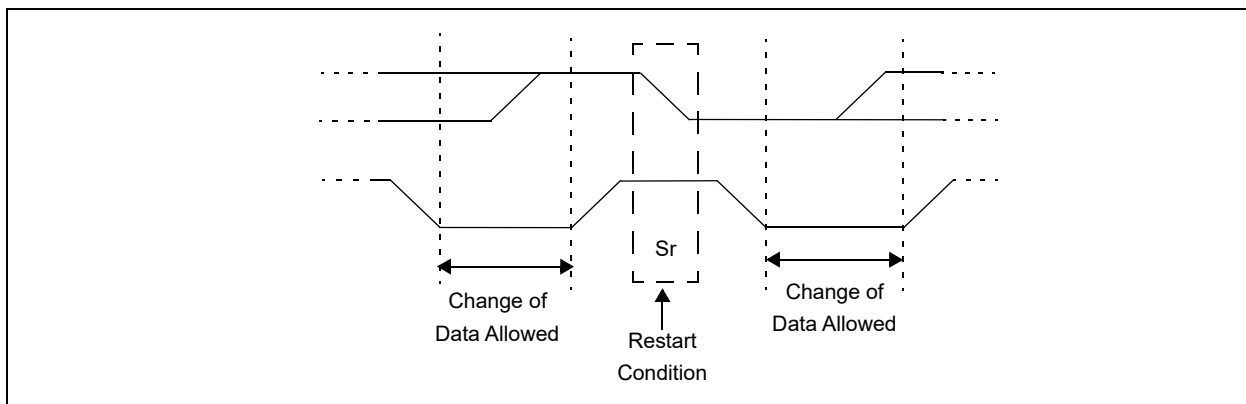 Sr
Change of
Data Allowed
Restart
Condition
Change of
Data Allowed